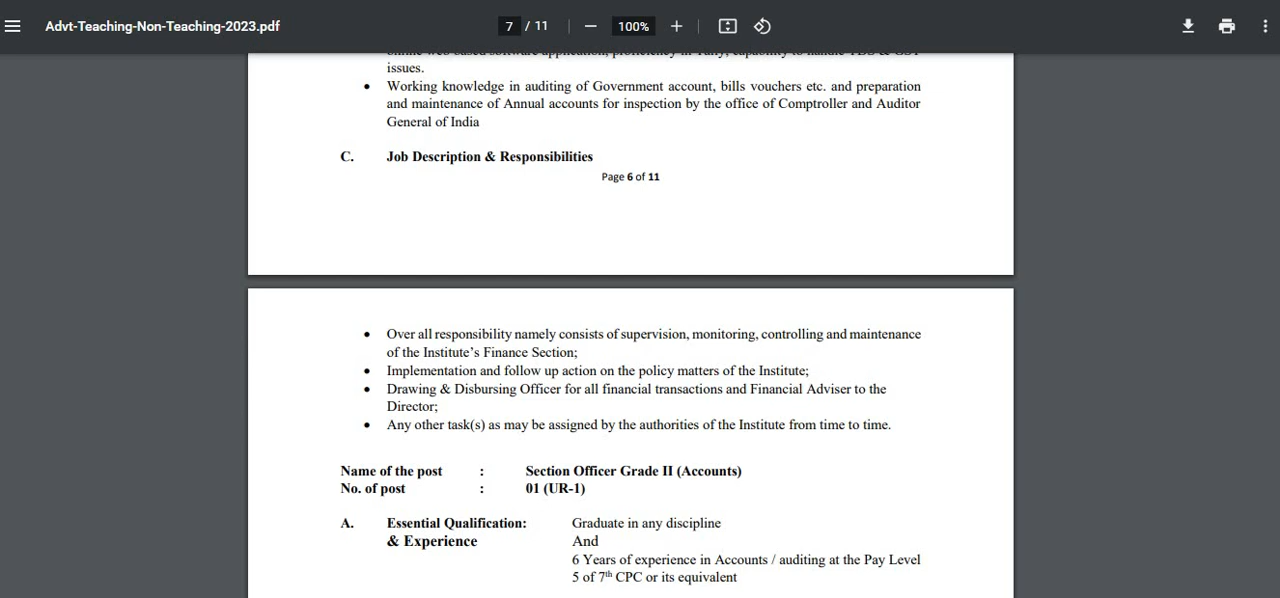 Advt-Teaching-Non-Teaching-2023.pdf 7 / 11 100%
issues.
• Working knowledge in auditing of Government account, bills vouchers etc. and preparation
and maintenance of Annual accounts for inspection by the office of Comptroller and Auditor
General of India
C. Job Description & Responsibilities
Page 6 of 11
• Over all responsibility namely consists of supervision, monitoring, controlling and maintenance
of the Institute’s Finance Section;
• Implementation and follow up action on the policy matters of the Institute;
• Drawing & Disbursing Officer for all financial transactions and Financial Adviser to the
Director;
• Any other task(s) as may be assigned by the authorities of the Institute from time to time.
Name of the post : Section Officer Grade II (Accounts)
No. of post : 01 (UR-1)
A. Essential Qualification: Graduate in any discipline
& Experience And
6 Years of experience in Accounts / auditing at the Pay Level
5 of 7th CPC or its equivalent